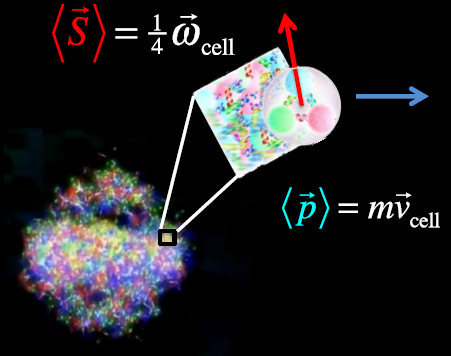 ⟨S⃗⟩ = 1/4 ω⃗cell
⟨p⃗⟩ = mv⃗cell